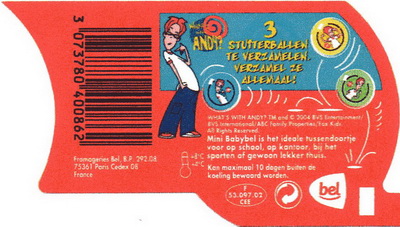 WHAT'S WITH
ANDY?
3
STUITERBALLEN
TE VERZAMELEN.
VERZAMEL ZE
ALLEMAAL!
3 073780 400862
WHAT'S WITH ANDY? TM and © 2004 BVS Entertainment/
BVS International/ABC Family Properties/Fox Kids.
All Rights Reserved.
Mini Babybel is het ideale tussendoortje
voor op school, op kantoor, bij het
sporten of gewoon lekker thuis.
Kan maximaal 10 dagen buiten de
koeling bewaard worden.
Fromageries Bel, B.P. 292.08
75361 Paris Cedex 08
France
F
53.097.02
CEE
bel